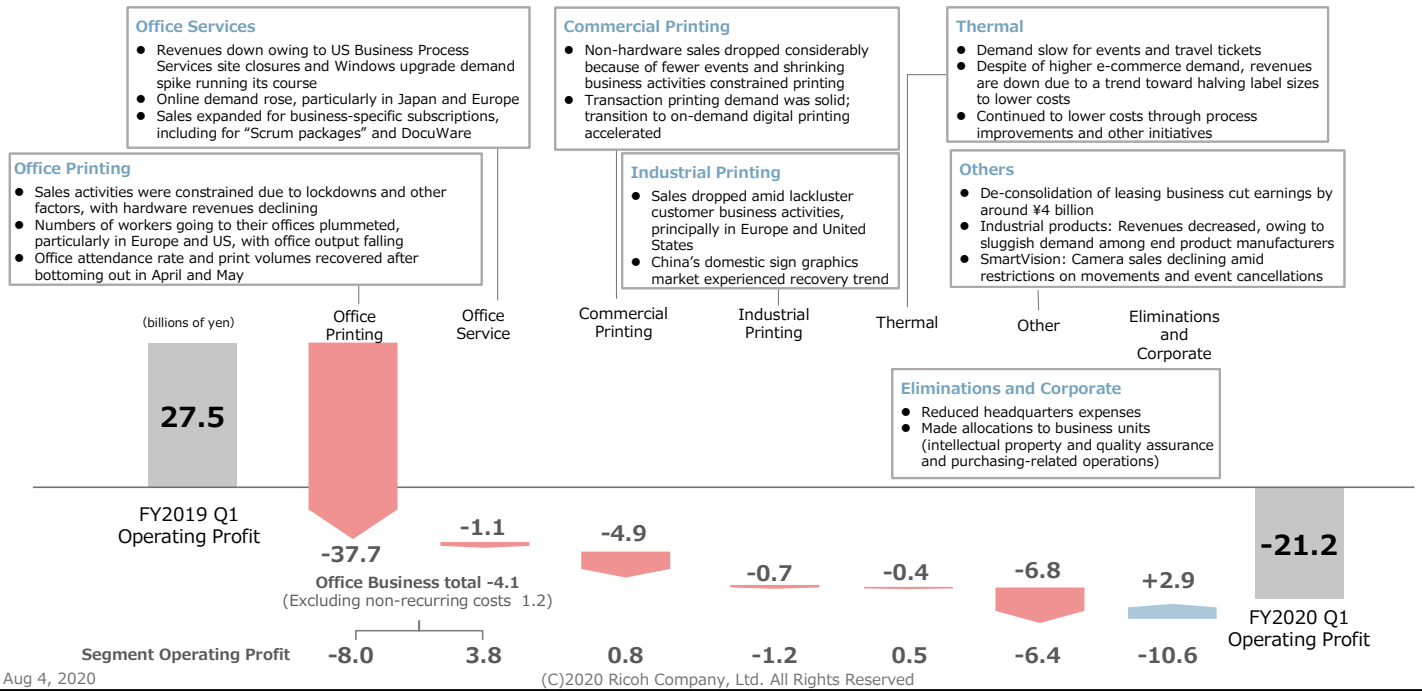 Office Services
● Revenues down owing to US Business Process
Services site closures and Windows upgrade demand
spike running its course
● Online demand rose, particularly in Japan and Europe
● Sales expanded for business-specific subscriptions,
including for “Scrum packages” and DocuWare
Commercial Printing
● Non-hardware sales dropped considerably
because of fewer events and shrinking
business activities constrained printing
● Transaction printing demand was solid;
transition to on-demand digital printing
accelerated
Thermal
● Demand slow for events and travel tickets
● Despite of higher e-commerce demand, revenues
are down due to a trend toward halving label sizes
to lower costs
● Continued to lower costs through process
improvements and other initiatives
Office Printing
● Sales activities were constrained due to lockdowns and other
factors, with hardware revenues declining
● Numbers of workers going to their offices plummeted,
particularly in Europe and US, with office output falling
● Office attendance rate and print volumes recovered after
bottoming out in April and May
Industrial Printing
● Sales dropped amid lackluster
customer business activities,
principally in Europe and United
States
● China’s domestic sign graphics
market experienced recovery trend
Others
● De-consolidation of leasing business cut earnings by
around ¥4 billion
● Industrial products: Revenues decreased, owing to
sluggish demand among end product manufacturers
● SmartVision: Camera sales declining amid
restrictions on movements and event cancellations
(billions of yen)
Office
Printing
Office
Service
Commercial
Printing
Industrial
Printing
Thermal
Other
Eliminations
and
Corporate
Eliminations and Corporate
● Reduced headquarters expenses
● Made allocations to business units
(intellectual property and quality assurance
and purchasing-related operations)
27.5
FY2019 Q1
Operating Profit
-37.7
-1.1
-4.9
-0.7
-0.4
-6.8
+2.9
-21.2
FY2020 Q1
Operating Profit
Office Business total -4.1
(Excluding non-recurring costs 1.2)
Segment Operating Profit -8.0 3.8 0.8 -1.2 0.5 -6.4 -10.6
Aug 4, 2020
(C)2020 Ricoh Company, Ltd. All Rights Reserved